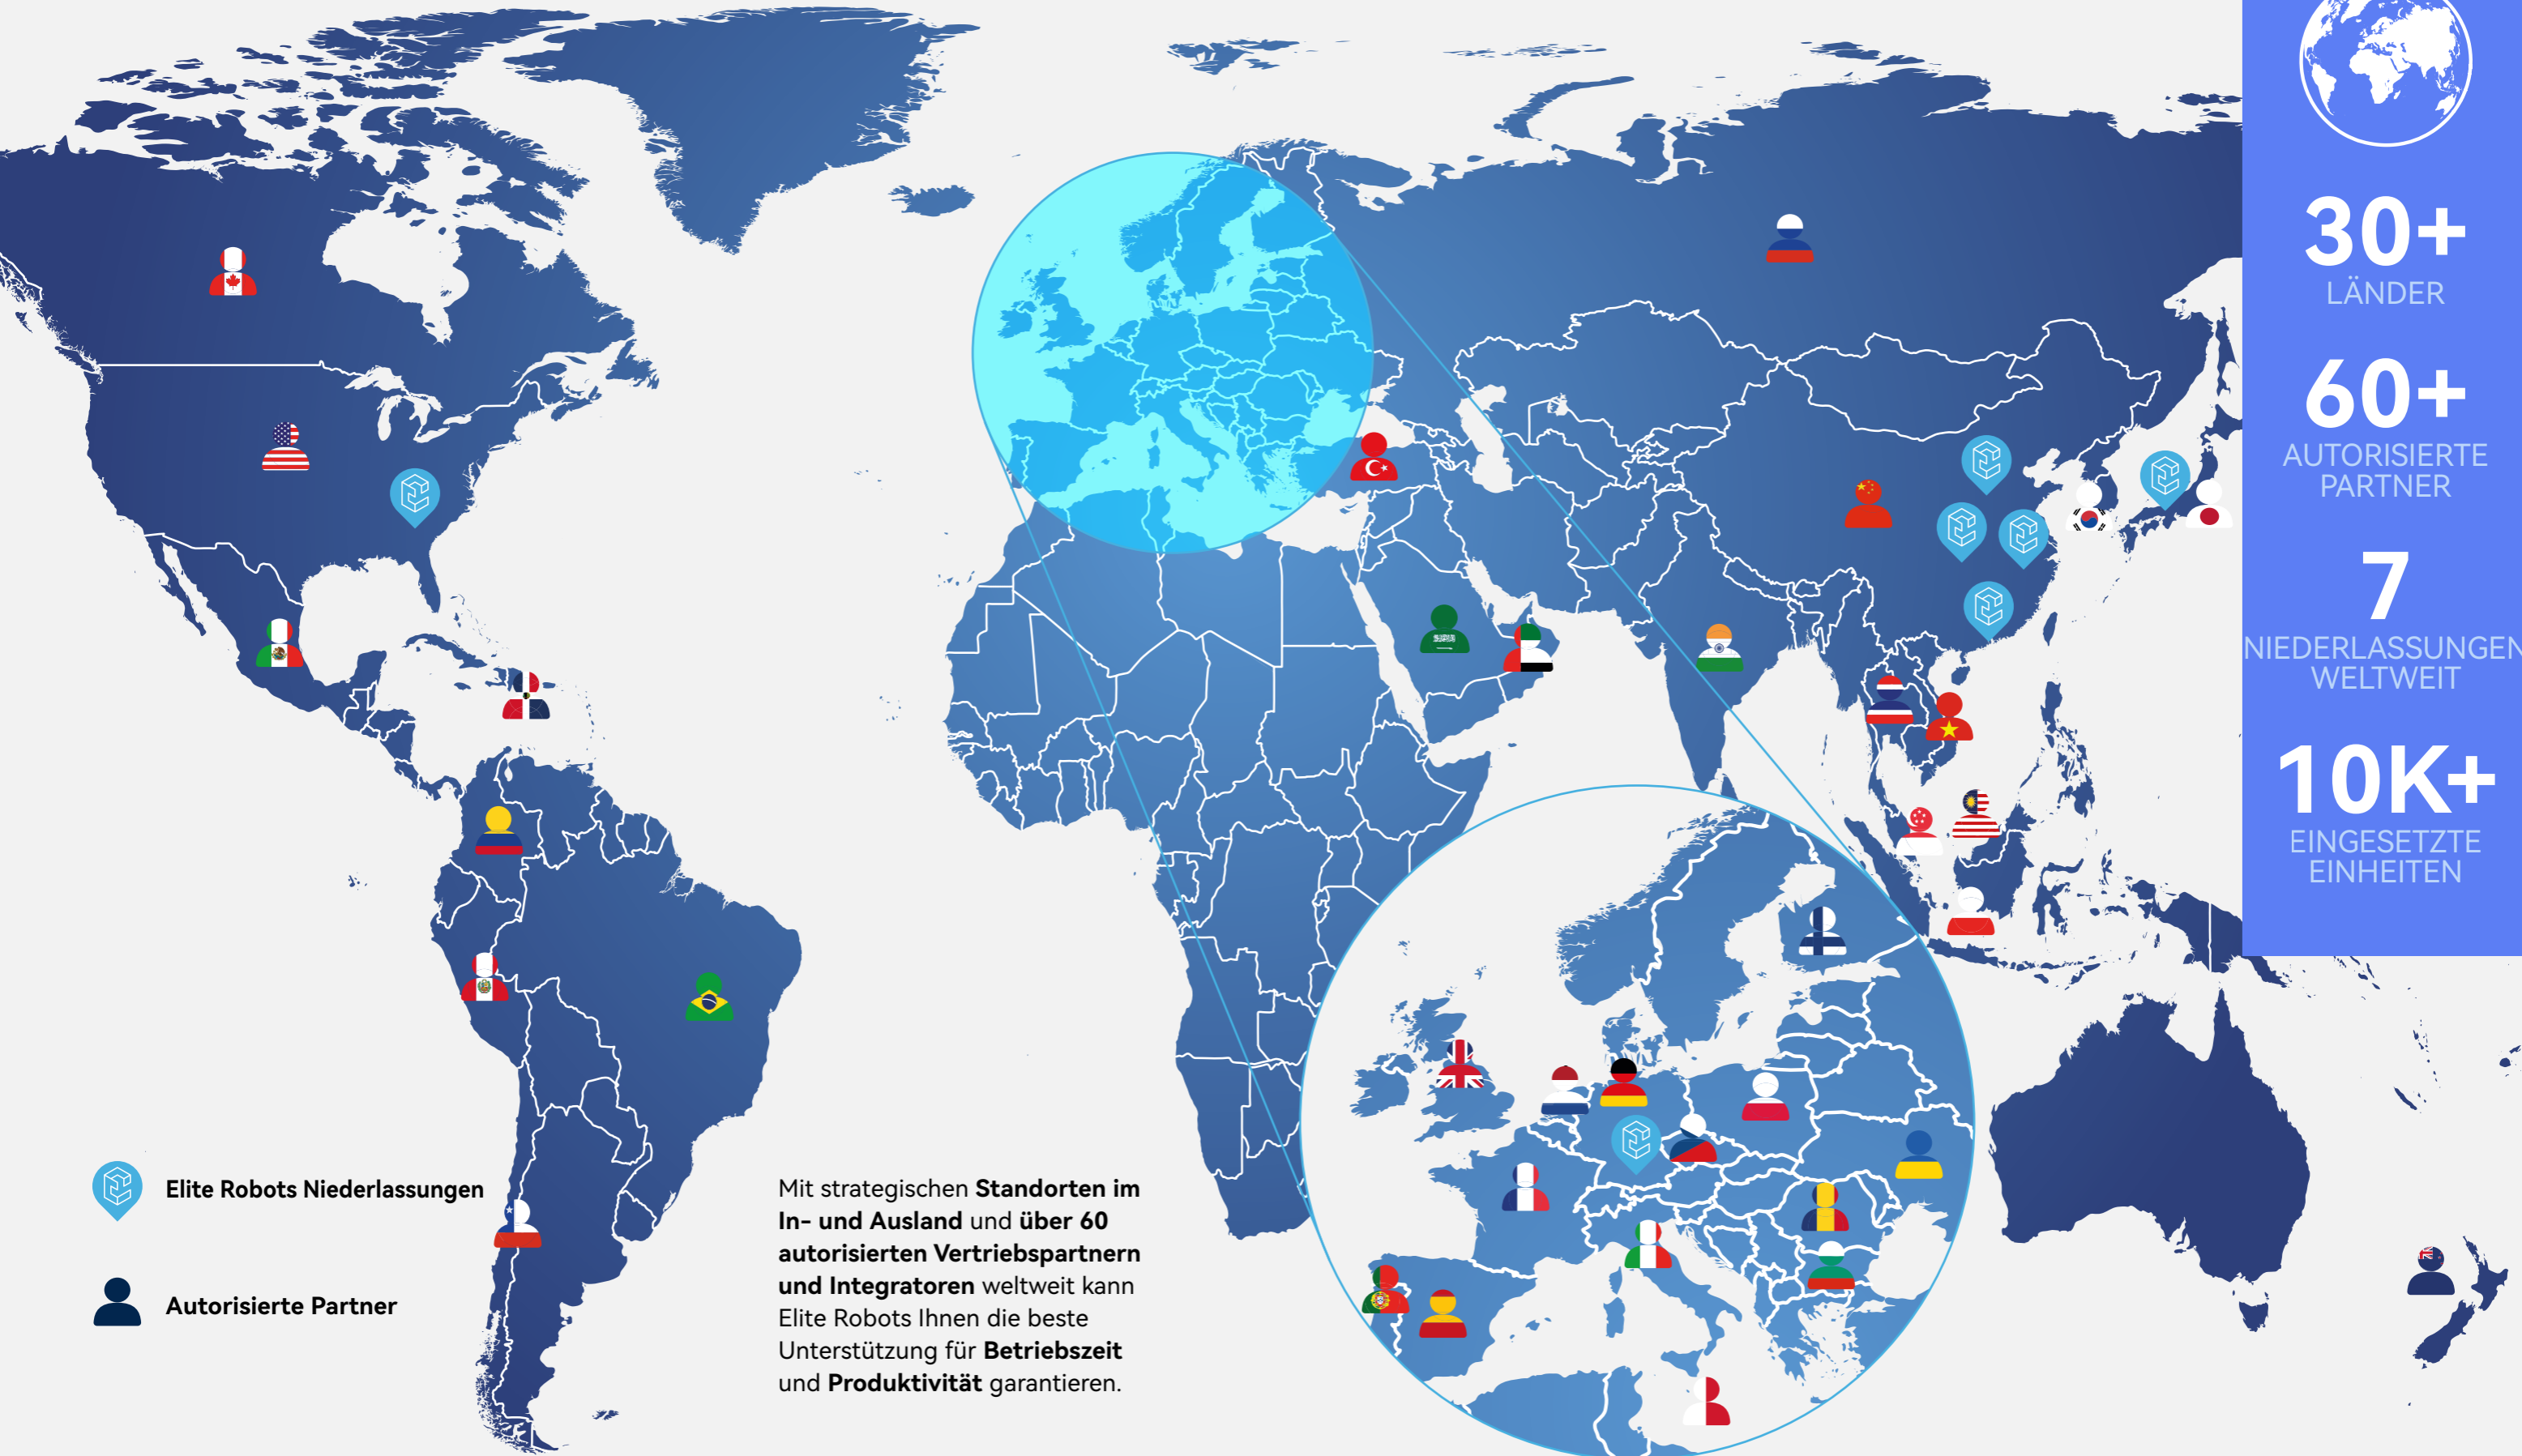 30+
LÄNDER
60+
AUTORISIERTE
PARTNER
7
NIEDERLASSUNGEN
WELTWEIT
10K+
EINGESETZTE
EINHEITEN
Elite Robots Niederlassungen
Autorisierte Partner
Mit strategischen Standorten im
In- und Ausland und über 60
autorisierten Vertriebspartnern
und Integratoren weltweit kann
Elite Robots Ihnen die beste
Unterstützung für Betriebszeit
und Produktivität garantieren.